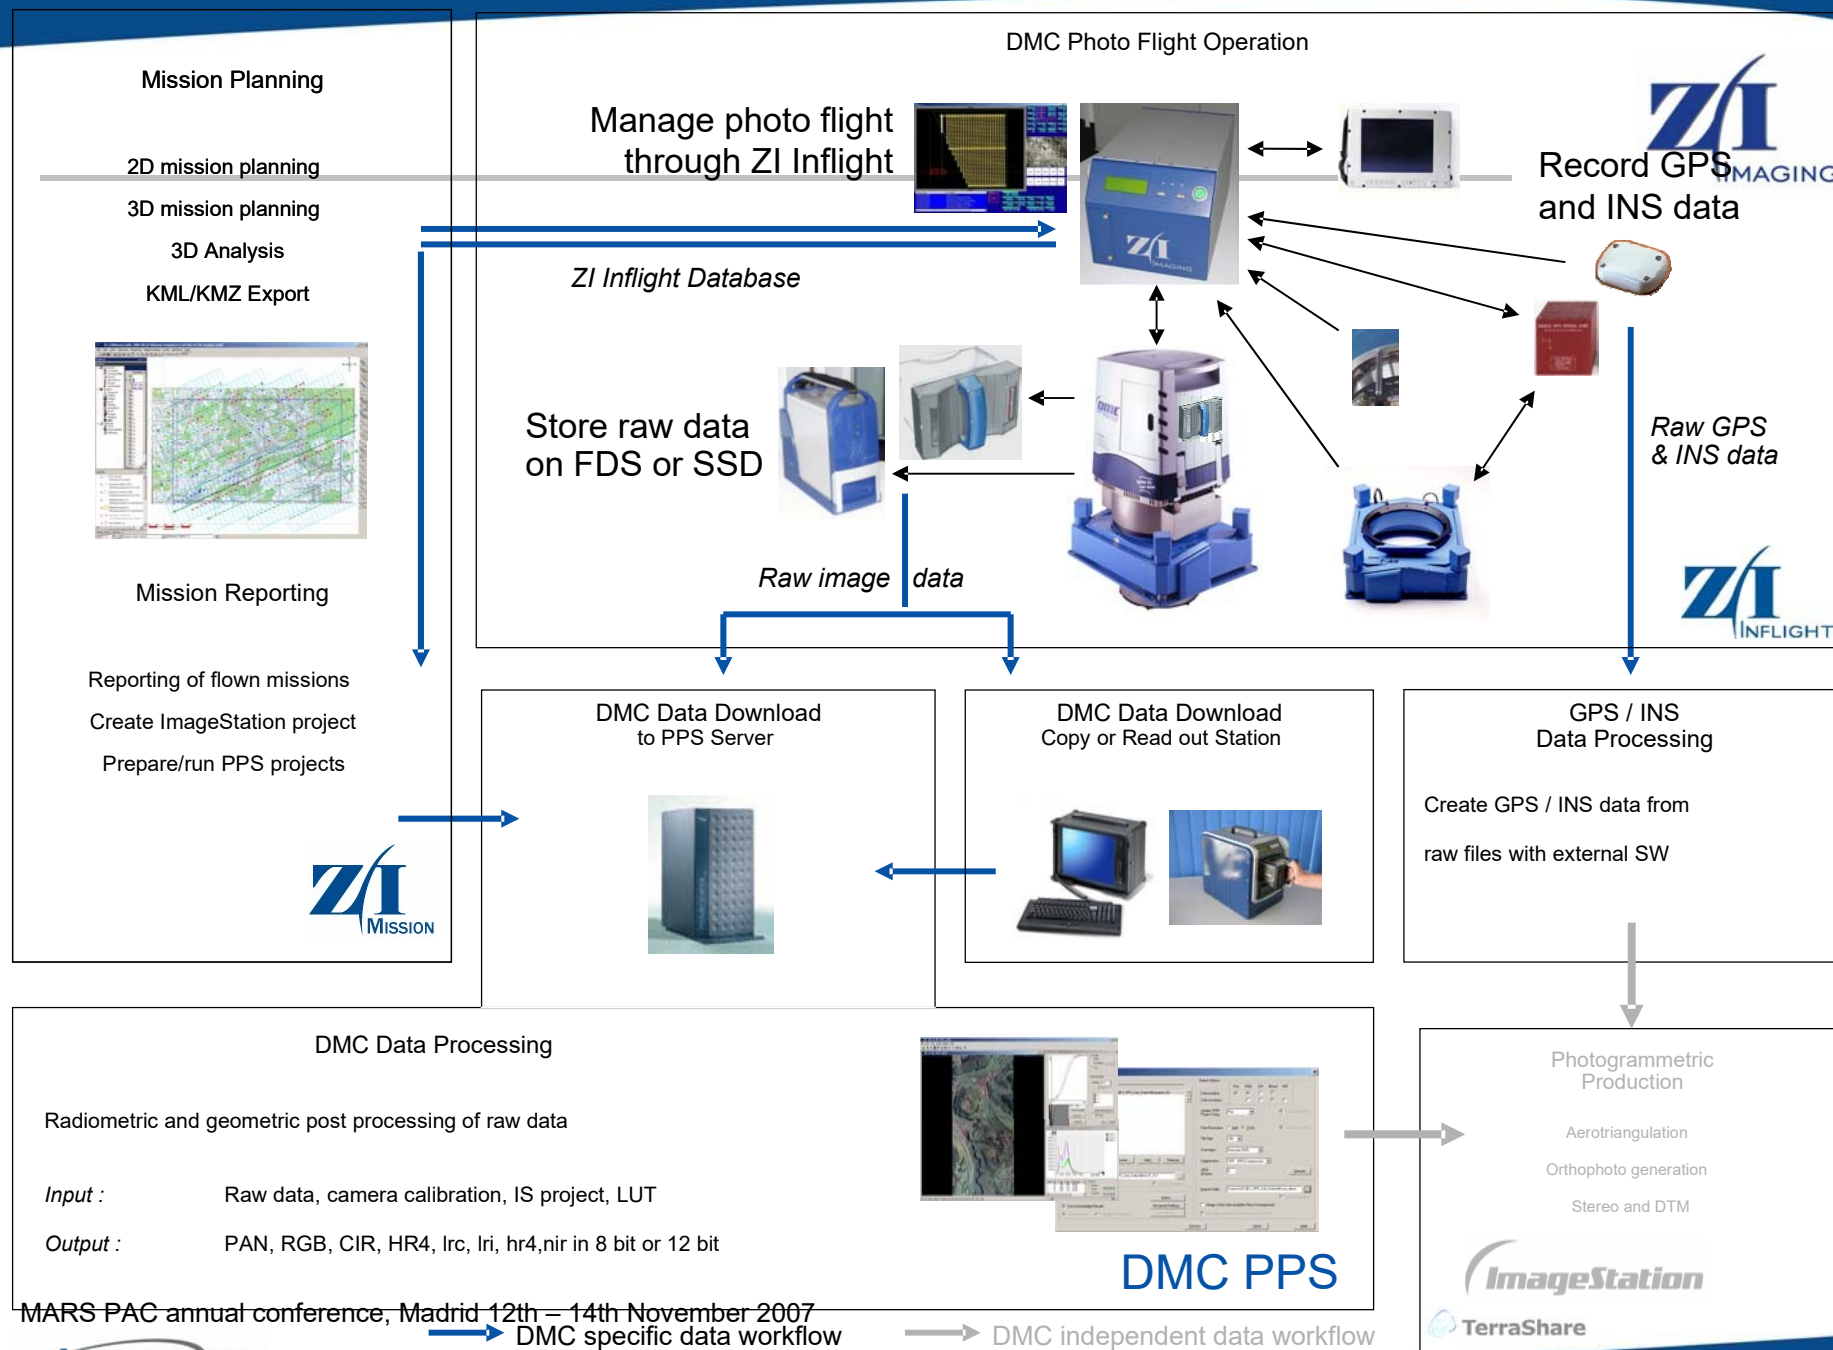 DMC Photo Flight Operation
Mission Planning
2D mission planning
3D mission planning
3D Analysis
KML/KMZ Export
Mission Reporting
Reporting of flown missions
Create ImageStation project
Prepare/run PPS projects
Z/I
MISSION
Manage photo flight
through ZI Inflight
ZI Inflight Database
Z/I
IMAGING
Z/I
IMAGING
Record GPS
and INS data
Store raw data
on FDS or SSD
DMC
Raw image data
Raw GPS
& INS data
Z/I
INFLIGHT
DMC Data Download
to PPS Server
DMC Data Download
Copy or Read out Station
GPS / INS
Data Processing
Create GPS / INS data from
raw files with external SW
DMC Data Processing
Radiometric and geometric post processing of raw data
Input : Raw data, camera calibration, IS project, LUT
Output : PAN, RGB, CIR, HR4, lrc, lri, hr4,nir in 8 bit or 12 bit
DMC PPS
Photogrammetric
Production
Aerotriangulation
Orthophoto generation
Stereo and DTM
ImageStation
TerraShare
MARS PAC annual conference, Madrid 12th – 14th November 2007
DMC specific data workflow
DMC independent data workflow